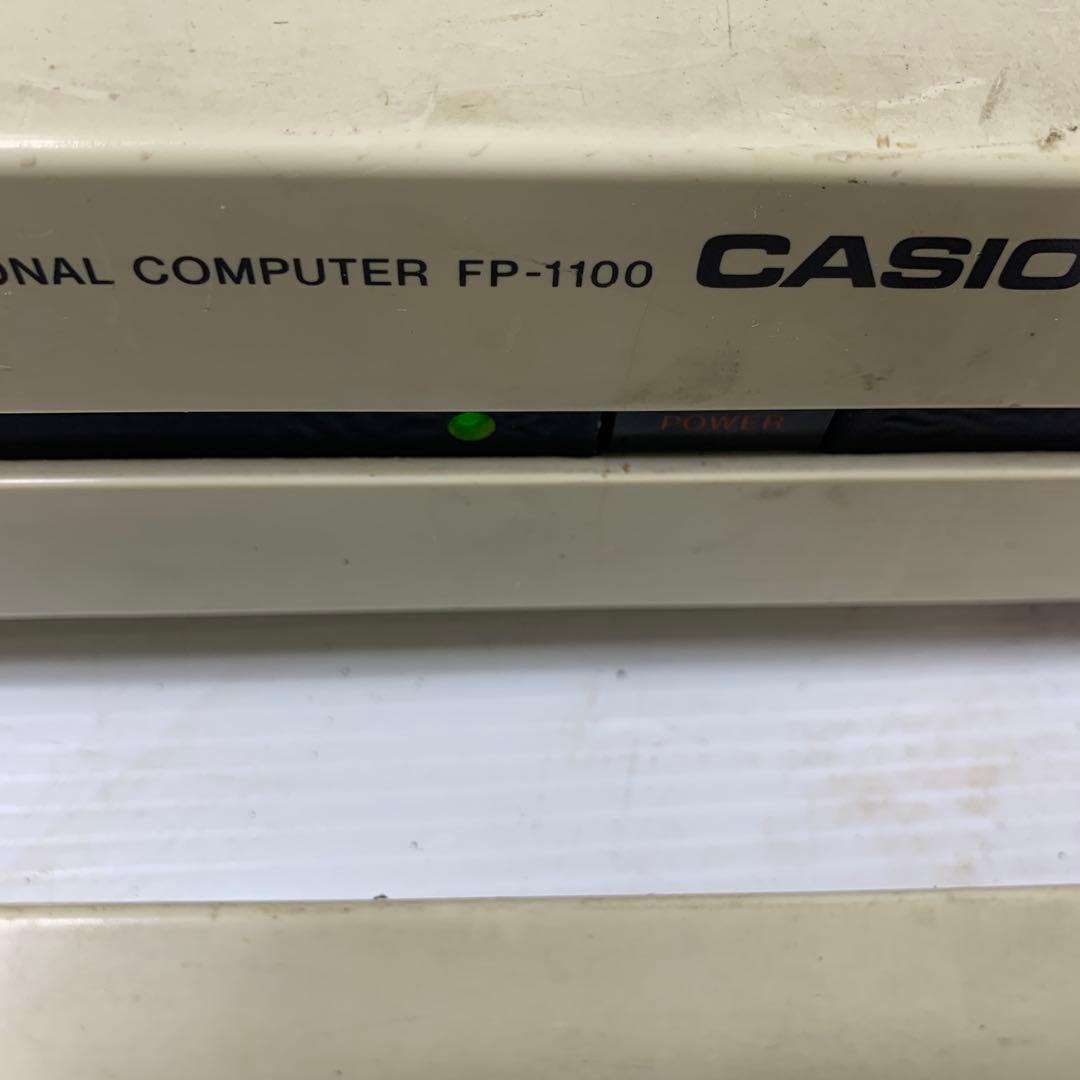 ONAL COMPUTER FP-1100 CASIO
POWER